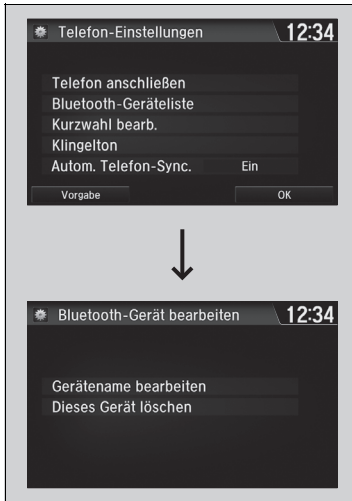 Telefon-Einstellungen 12:34
Telefon anschließen
Bluetooth-Geräteliste
Kurzwahl bearb.
Klingelton
Autom. Telefon-Sync. Ein
Vorgabe OK
Bluetooth-Gerät bearbeiten 12:34
Gerätename bearbeiten
Dieses Gerät löschen